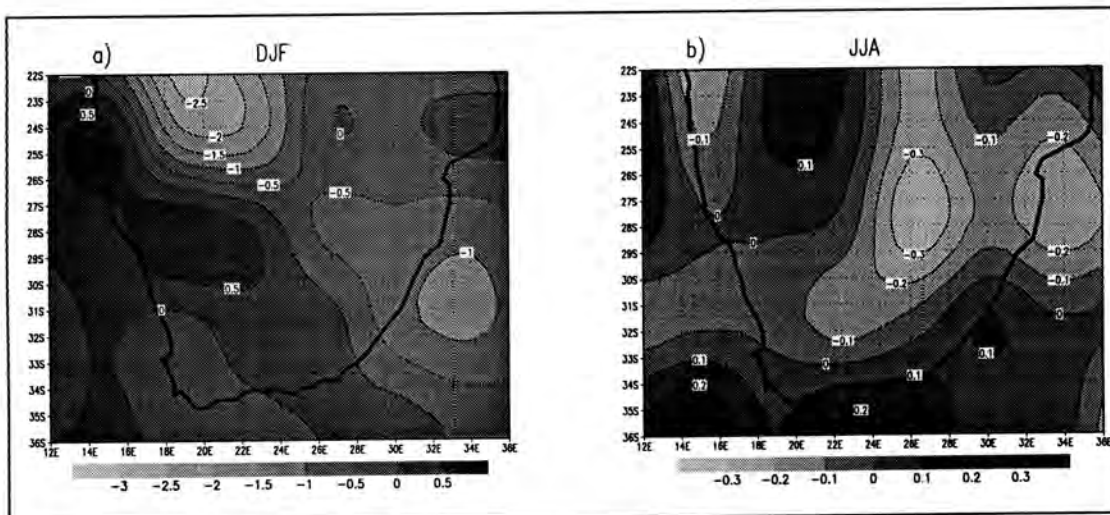 a) DJF
22S
23S
24S
25S
26S
27S
28S
29S
30S
31S
32S
33S
34S
35S
36S
12E 14E 16E 18E 20E 22E 24E 26E 28E 30E 32E 34E 36E
0
0.5
-2.5
-2
-1.5
-1
-0.5
0
-0.5
-1
0.5
0
-3 -2.5 -2 -1.5 -1 -0.5 0 0.5
b) JJA
22S
23S
24S
25S
26S
27S
28S
29S
30S
31S
32S
33S
34S
35S
36S
12E 14E 16E 18E 20E 22E 24E 26E 28E 30E 32E 34E 36E
-0.1
0.1
-0.1
-0.2
-0.3
0
0
-0.3
-0.2
-0.2
-0.1
0
-0.1
0.1
0
0.1
0.1
0.2
0.2
-0.3 -0.2 -0.1 0 0.1 0.2 0.3